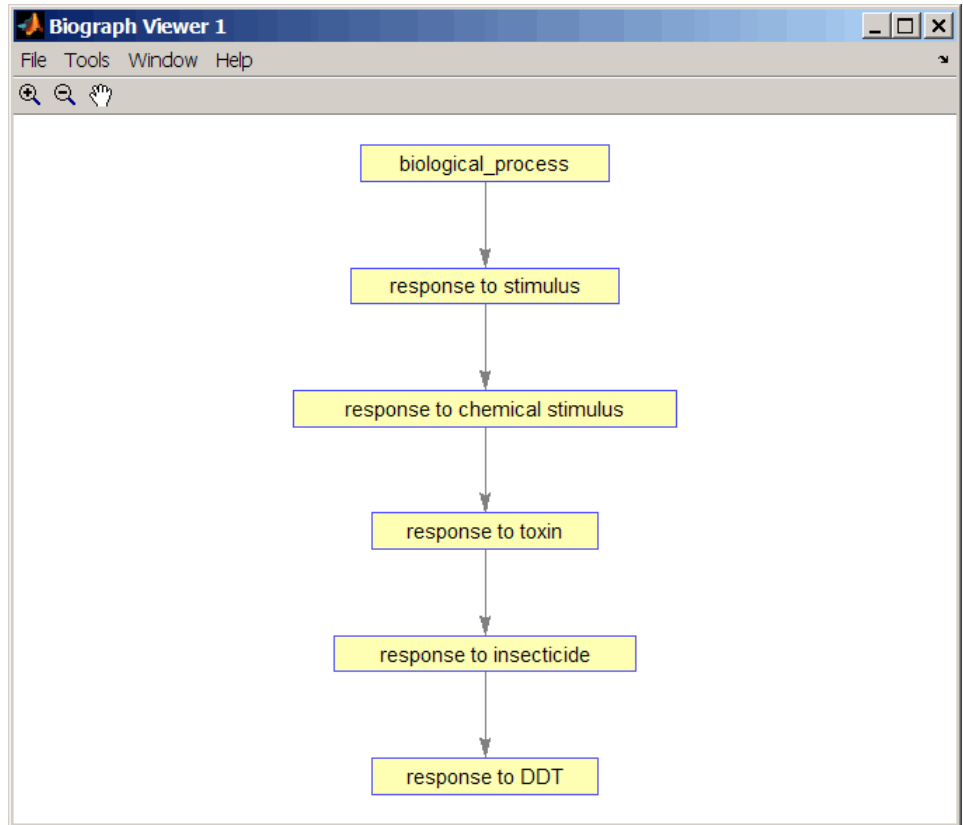 Biograph Viewer 1
File Tools Window Help
biological_process
response to stimulus
response to chemical stimulus
response to toxin
response to insecticide
response to DDT